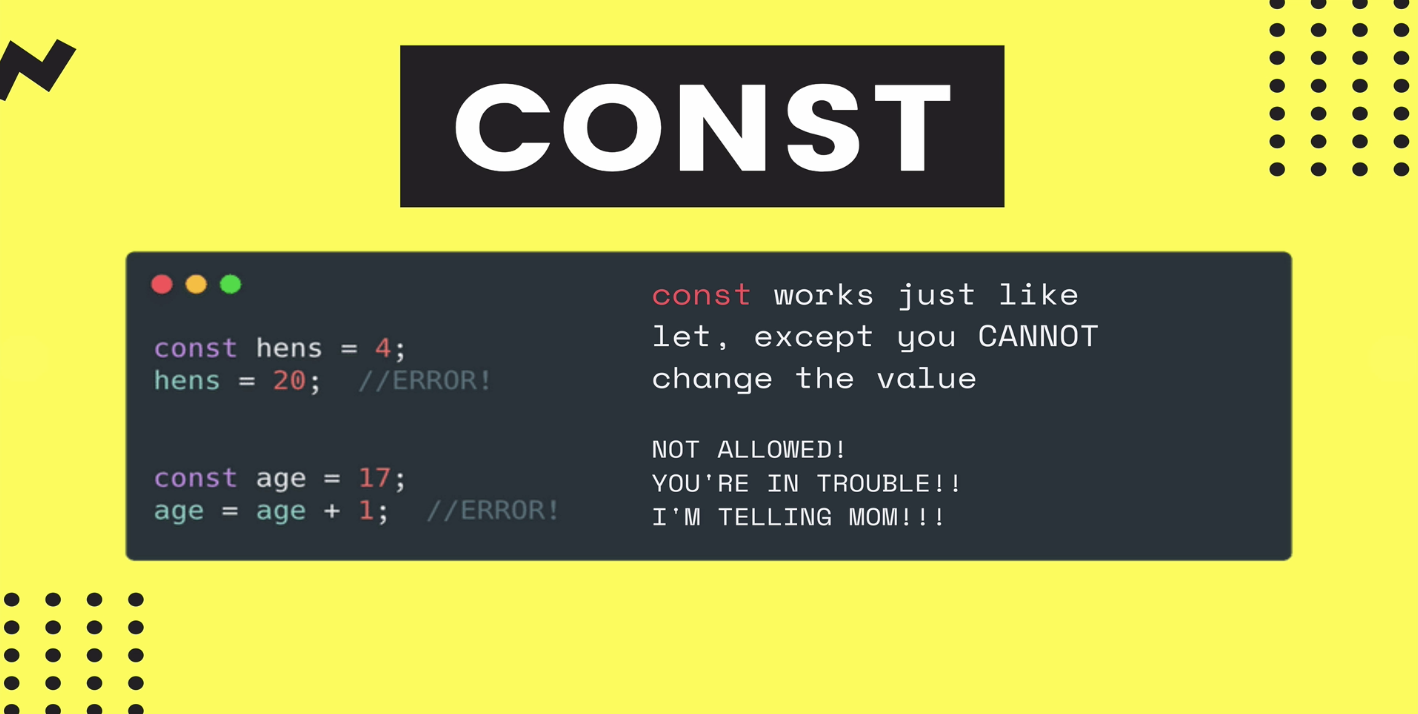 CONST
const hens = 4;
hens = 20;  //ERROR!
const age = 17;
age = age + 1;  //ERROR!
const works just like
let, except you CANNOT
change the value
NOT ALLOWED!
YOU'RE IN TROUBLE!!
I'M TELLING MOM!!!